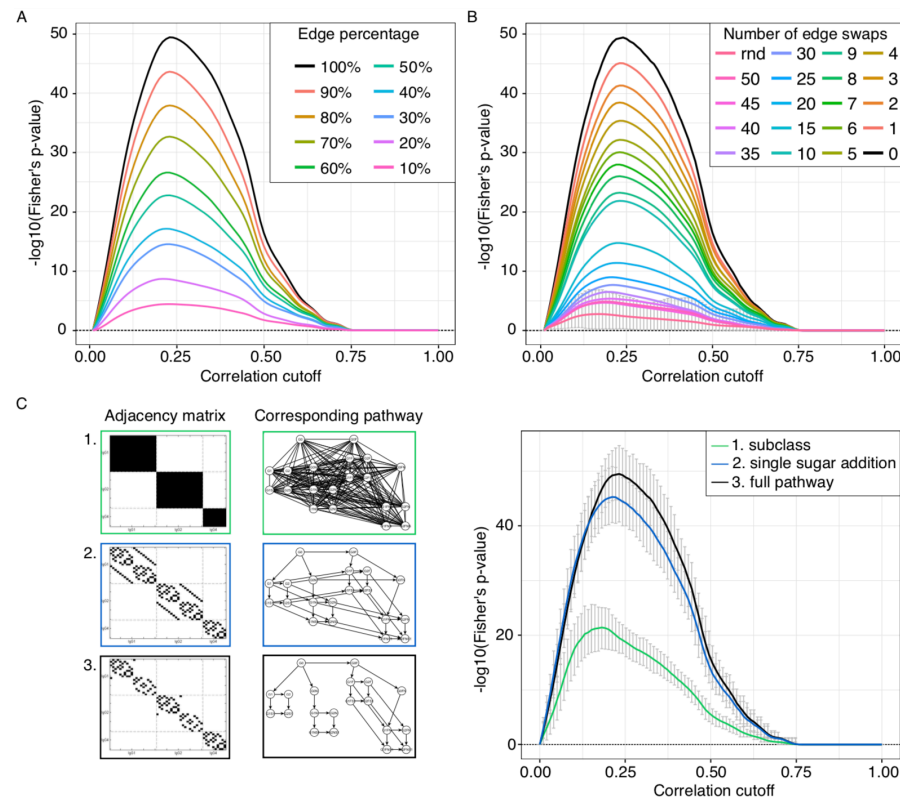 A
-log10(Fisher's p-value)
50
40
30
20
10
0
0.00 0.25 0.50 0.75 1.00
Correlation cutoff
Edge percentage
100% 50%
90% 40%
80% 30%
70% 20%
60% 10%
B
-log10(Fisher's p-value)
50
40
30
20
10
0
0.00 0.25 0.50 0.75 1.00
Correlation cutoff
Number of edge swaps
rnd 30 9 4
50 25 8 3
45 20 7 2
40 15 6 1
35 10 5 0
C
Adjacency matrix
Corresponding pathway
1.
2.
3.
-log10(Fisher's p-value)
40
20
0
0.00 0.25 0.50 0.75 1.00
Correlation cutoff
1. subclass
2. single sugar addition
3. full pathway